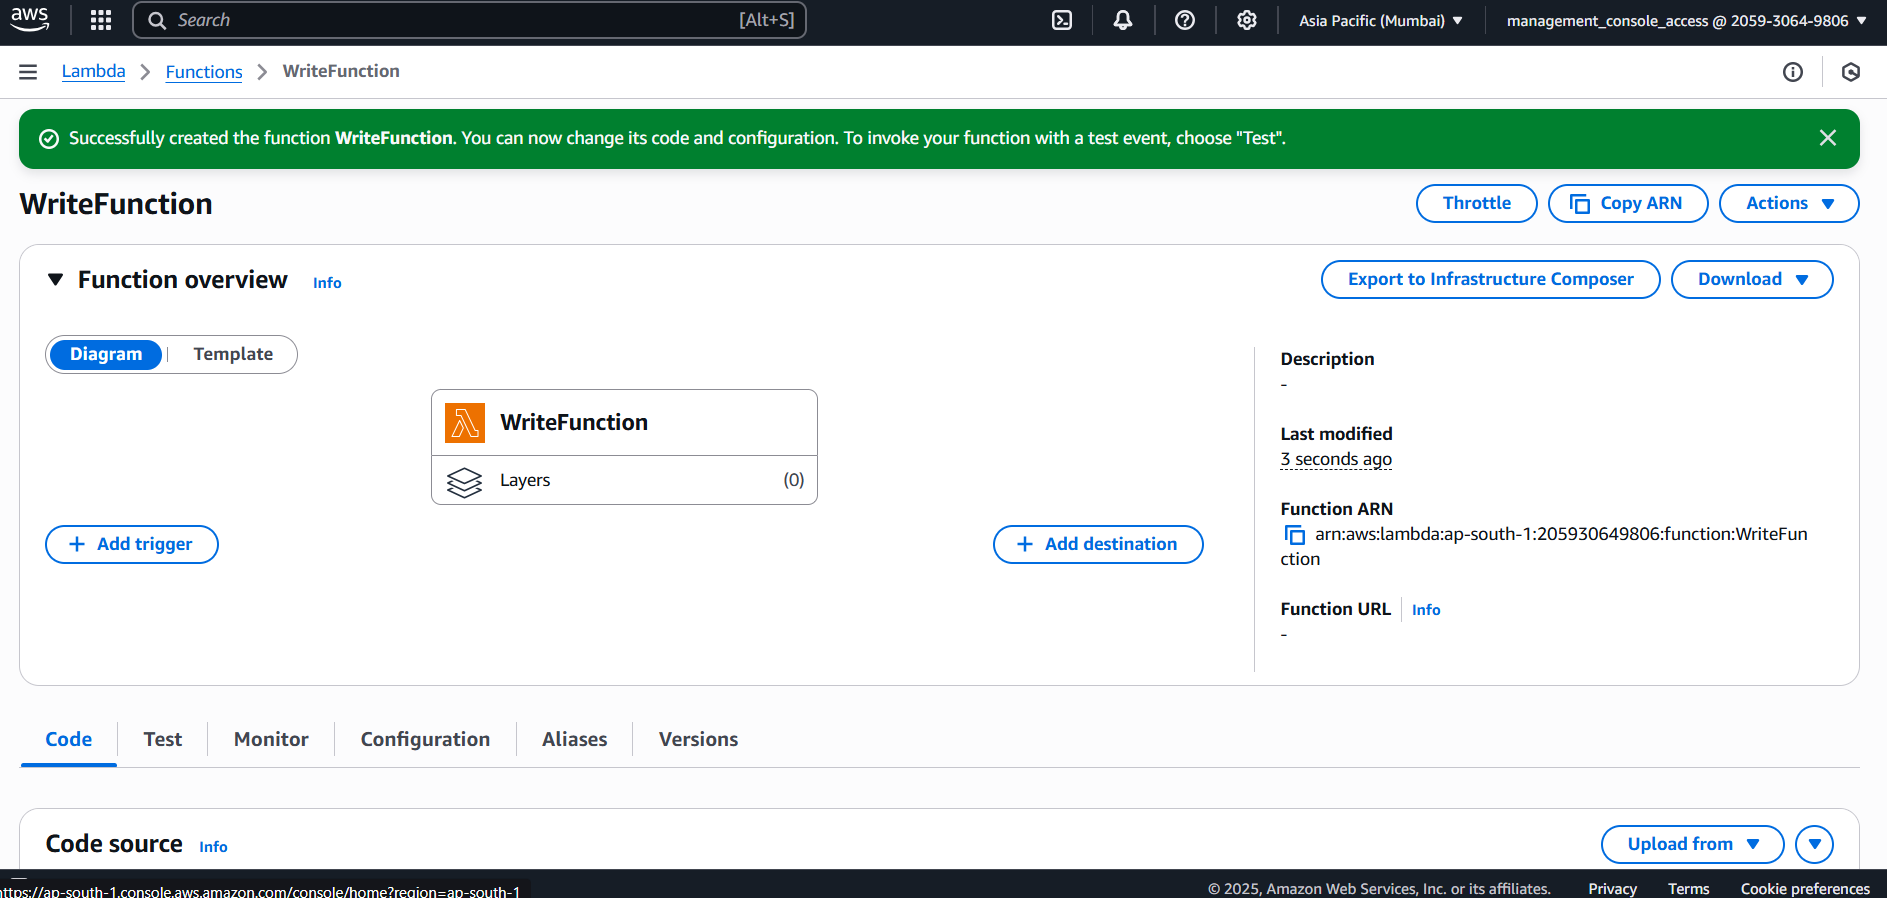 aws
Search [Alt+S]
Asia Pacific (Mumbai) management_console_access @ 2059-3064-9806
Lambda Functions WriteFunction
Successfully created the function WriteFunction. You can now change its code and configuration. To invoke your function with a test event, choose "Test".
WriteFunction
Throttle Copy ARN Actions
Function overview Info
Export to Infrastructure Composer Download
Diagram Template
WriteFunction
Layers (0)
Add trigger
Add destination
Description
-
Last modified
3 seconds ago
Function ARN
arn:aws:lambda:ap-south-1:205930649806:function:WriteFun
ction
Function URL Info
-
Code Test Monitor Configuration Aliases Versions
Code source Info
Upload from
https://ap-south-1.console.aws.amazon.com/console/home?region=ap-south-1
© 2025, Amazon Web Services, Inc. or its affiliates. Privacy Terms Cookie preferences